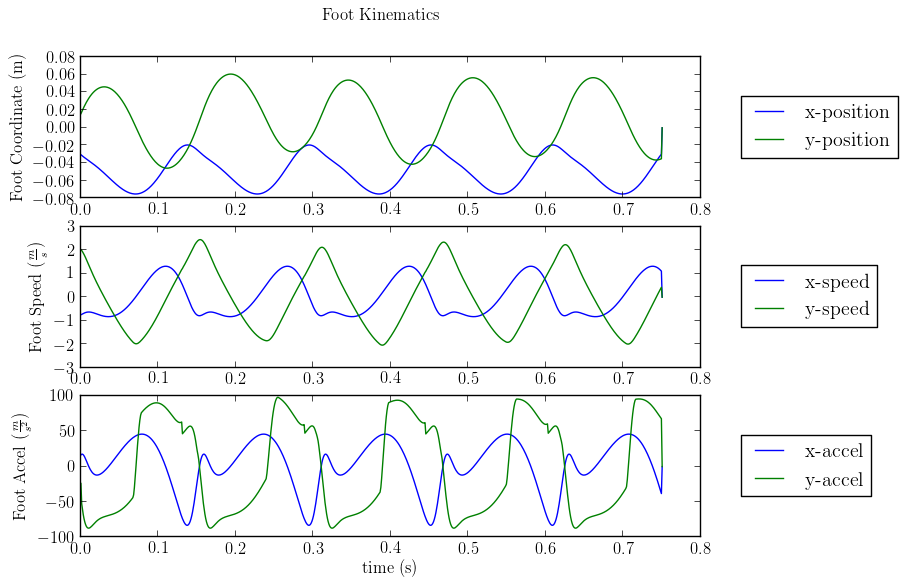 Foot Kinematics
Foot Coordinate (m)
0.08
0.06
0.04
0.02
0.00
−0.02
−0.04
−0.06
−0.08
0.0 0.1 0.2 0.3 0.4 0.5 0.6 0.7 0.8
x-position
y-position
Foot Speed (m/s)
3
2
1
0
−1
−2
−3
0.0 0.1 0.2 0.3 0.4 0.5 0.6 0.7 0.8
x-speed
y-speed
Foot Accel (m/s²)
100
50
0
−50
−100
0.0 0.1 0.2 0.3 0.4 0.5 0.6 0.7 0.8
x-accel
y-accel
time (s)